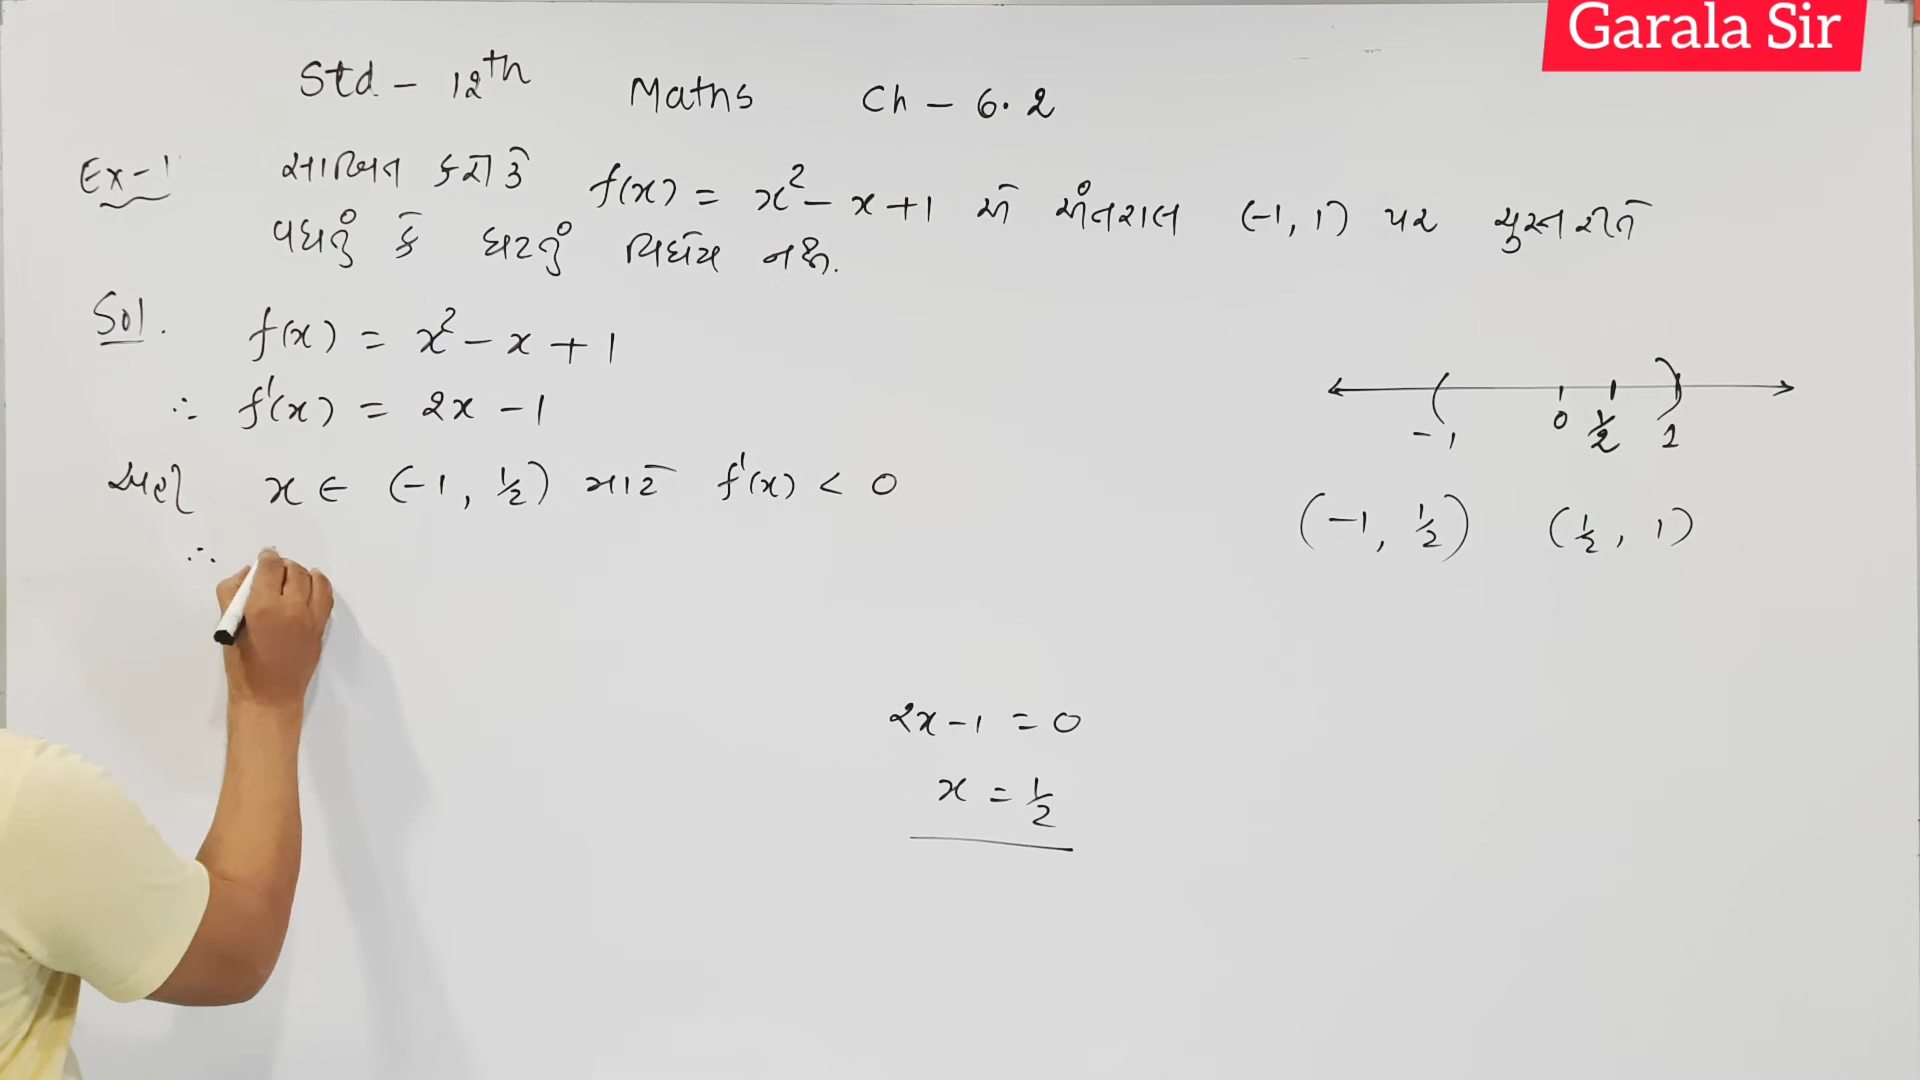 Garala Sir
Std - 12th Maths Ch - 6.2
Ex-1 સાબિત કરો કે f(x) = x² - x + 1 એ અંતરાલ (-1, 1) પર ચુસ્ત રીતે
વધતું કે ઘટતું વિધેય નથી.
Sol. f(x) = x² - x + 1
∴ f'(x) = 2x - 1
અહીં x ∈ (-1, 1/2) માટે f'(x) < 0
∴
-1 0 1/2 1
(-1, 1/2) (1/2, 1)
2x - 1 = 0
x = 1/2